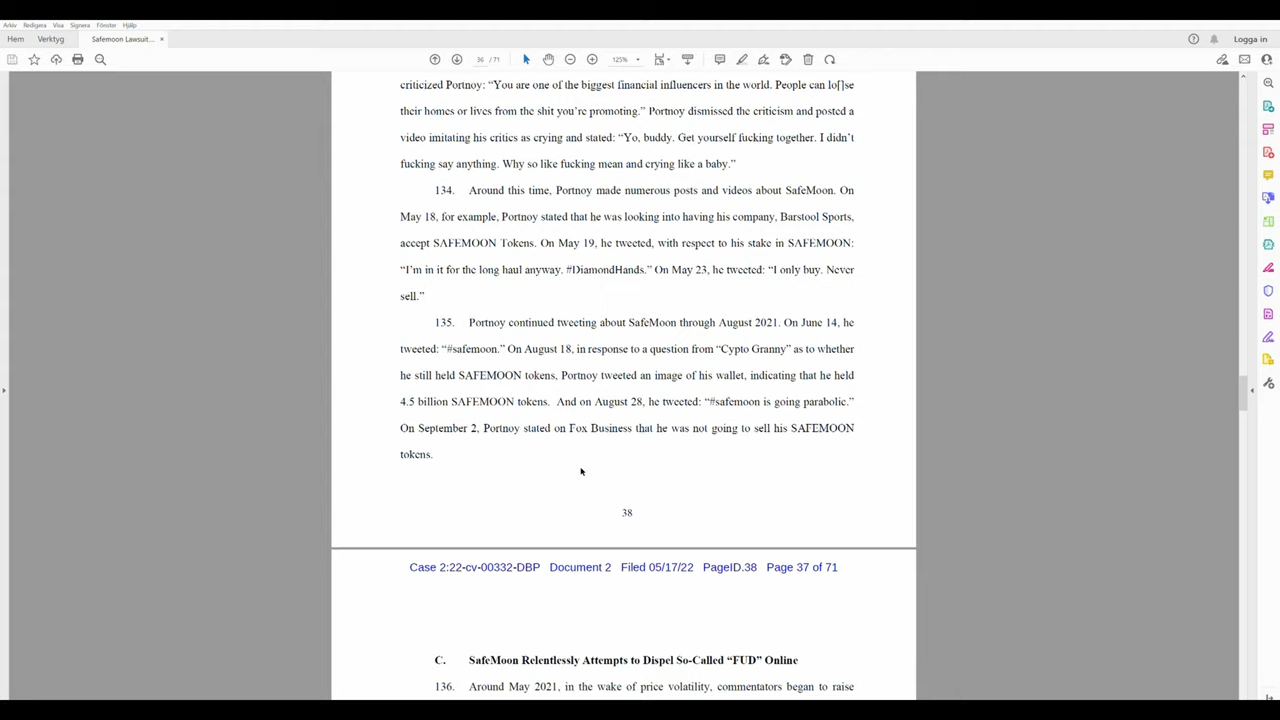 Arkiv Redigera Visa Signera Fönster Hjälp
Hem Verktyg Safemoon Lawsuit... × Logga in
36 / 71 125%
criticized Portnoy: “You are one of the biggest financial influencers in the world. People can lo[]se
their homes or lives from the shit you’re promoting.” Portnoy dismissed the criticism and posted a
video imitating his critics as crying and stated: “Yo, buddy. Get yourself fucking together. I didn’t
fucking say anything. Why so like fucking mean and crying like a baby.”
134. Around this time, Portnoy made numerous posts and videos about SafeMoon. On
May 18, for example, Portnoy stated that he was looking into having his company, Barstool Sports,
accept SAFEMOON Tokens. On May 19, he tweeted, with respect to his stake in SAFEMOON:
“I’m in it for the long haul anyway. #DiamondHands.” On May 23, he tweeted: “I only buy. Never
sell.”
135. Portnoy continued tweeting about SafeMoon through August 2021. On June 14, he
tweeted: “#safemoon.” On August 18, in response to a question from “Cypto Granny” as to whether
he still held SAFEMOON tokens, Portnoy tweeted an image of his wallet, indicating that he held
4.5 billion SAFEMOON tokens. And on August 28, he tweeted: “#safemoon is going parabolic.”
On September 2, Portnoy stated on Fox Business that he was not going to sell his SAFEMOON
tokens.
38
Case 2:22-cv-00332-DBP Document 2 Filed 05/17/22 PageID.38 Page 37 of 71
C. SafeMoon Relentlessly Attempts to Dispel So-Called “FUD” Online
136. Around May 2021, in the wake of price volatility, commentators began to raise